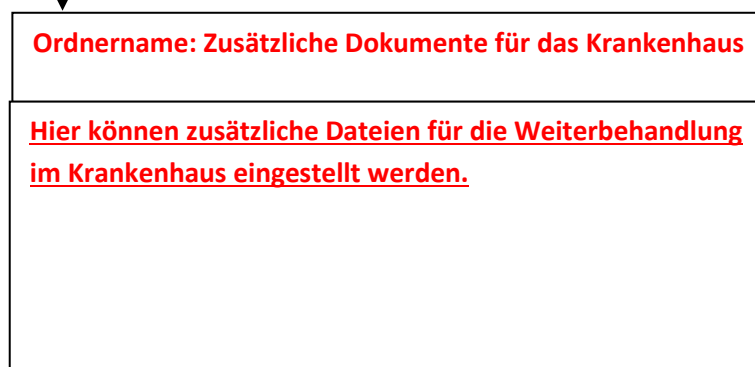 Ordnername: Zusätzliche Dokumente für das Krankenhaus
Hier können zusätzliche Dateien für die Weiterbehandlung
im Krankenhaus eingestellt werden.